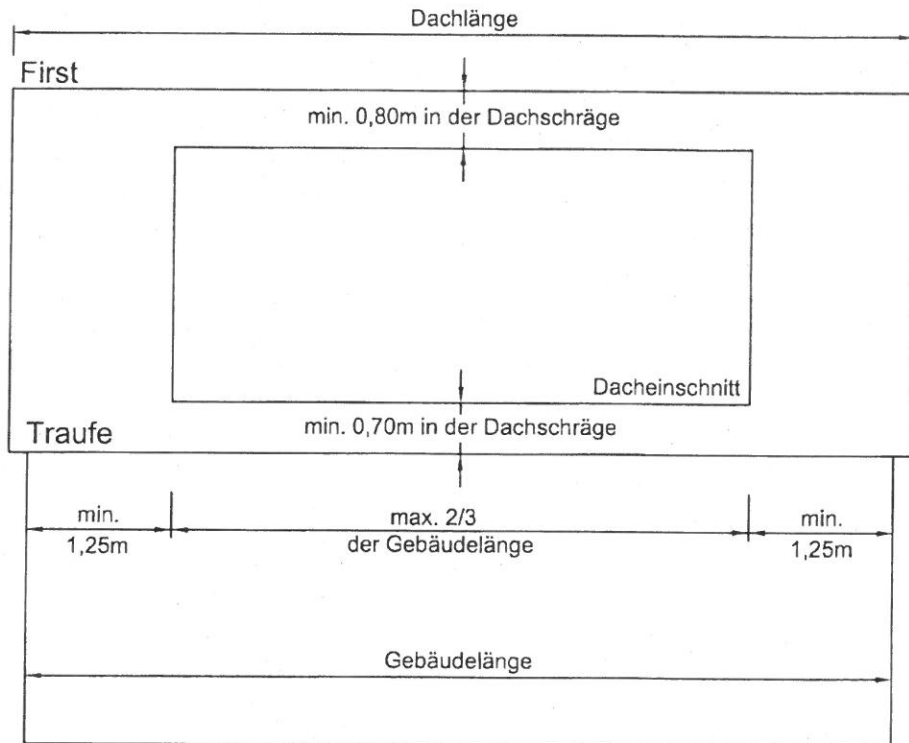 Dachlänge
First
min. 0,80m in der Dachschräge
Dacheinschnitt
min. 0,70m in der Dachschräge
Traufe
min.
1,25m
max. 2/3
der Gebäudelänge
min.
1,25m
Gebäudelänge